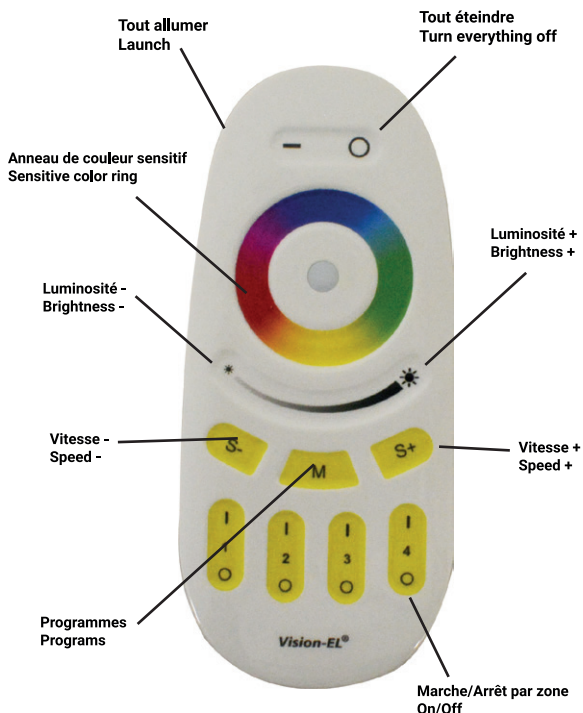 Tout allumer
Launch
Tout éteindre
Turn everything off
Anneau de couleur sensitif
Sensitive color ring
Luminosité +
Brightness +
Luminosité -
Brightness -
Vitesse -
Speed -
S-
M
S+
Vitesse +
Speed +
I I I I
1 2 3 4
Programmes
Programs
Vision-EL®
Marche/Arrêt par zone
On/Off